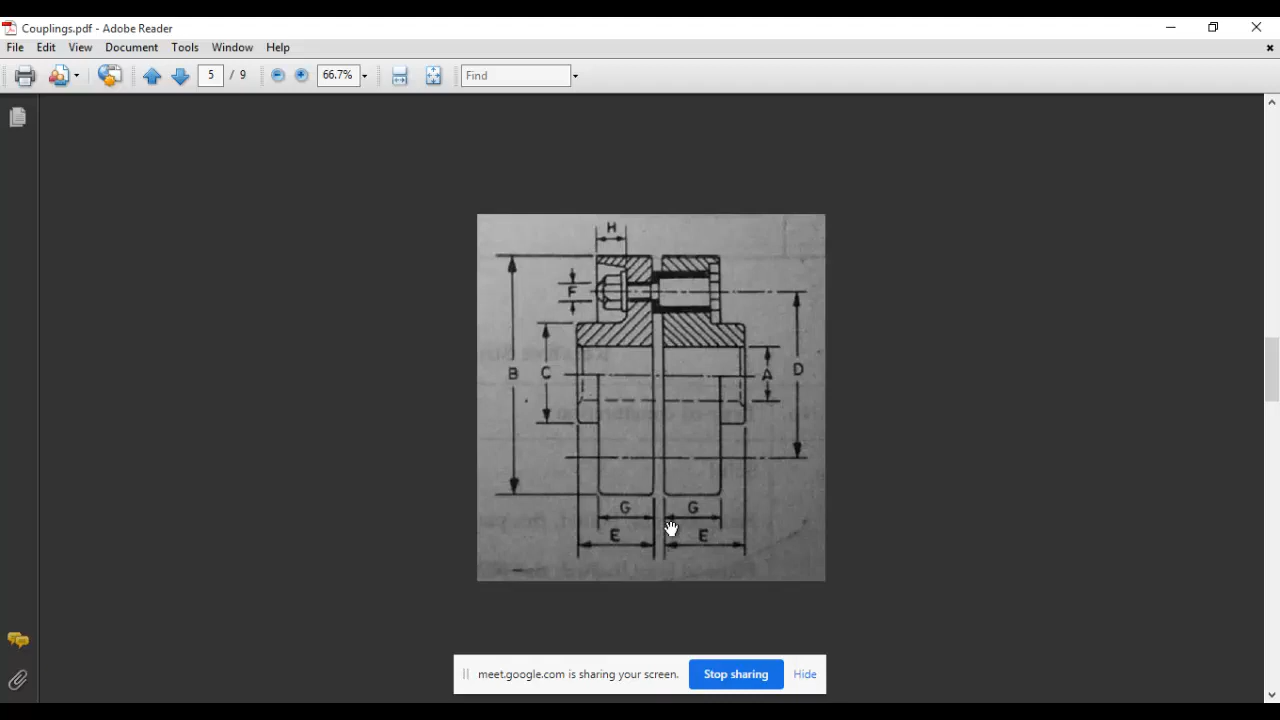 Couplings.pdf - Adobe Reader
File Edit View Document Tools Window Help
5 / 9 66.7% Find
H
F
B C A D
G G
E E
meet.google.com is sharing your screen. Stop sharing Hide